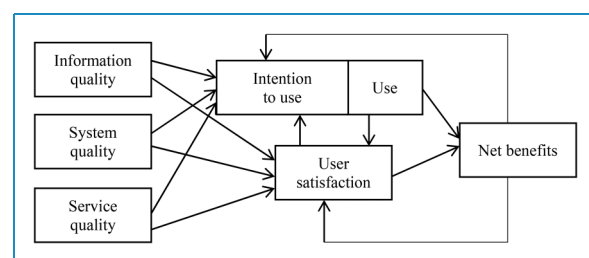 Information
quality
System
quality
Service
quality
Intention
to use
Use
User
satisfaction
Net benefits